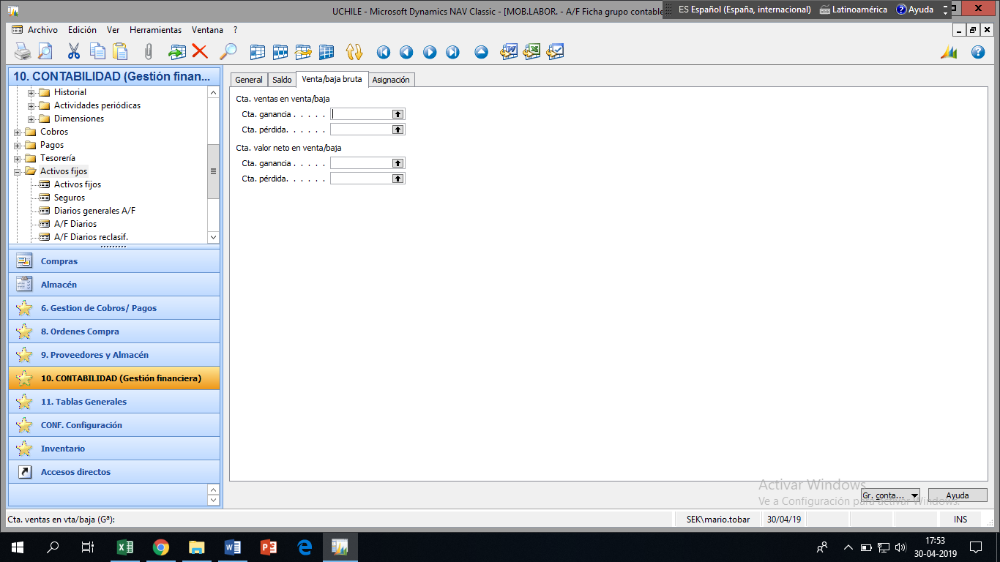 UCHILE - Microsoft Dynamics NAV Classic - [MOB.LABOR. - A/F Ficha grupo contable
ES Español (España, internacional) Latinoamérica Ayuda
Archivo Edición Ver Herramientas Ventana ?
10. CONTABILIDAD (Gestión finan...
Historial
Actividades periódicas
Dimensiones
Cobros
Pagos
Tesorería
Activos fijos
Activos fijos
Seguros
Diarios generales A/F
A/F Diarios
A/F Diarios reclasif.
Compras
Almacén
6. Gestion de Cobros/ Pagos
8. Ordenes Compra
9. Proveedores y Almacén
10. CONTABILIDAD (Gestión financiera)
11. Tablas Generales
CONF. Configuración
Inventario
Accesos directos
General Saldo Venta/baja bruta Asignación
Cta. ventas en venta/baja
Cta. ganancia . . . . .
Cta. pérdida. . . . . .
Cta. valor neto en venta/baja
Cta. ganancia . . . . .
Cta. pérdida. . . . . .
Activar Windows
Ve a Configuración para activar Windows.
Gr. conta... Ayuda
Cta. ventas en vta/baja (Gª): SEK\mario.tobar 30/04/19 INS
17:53
30-04-2019